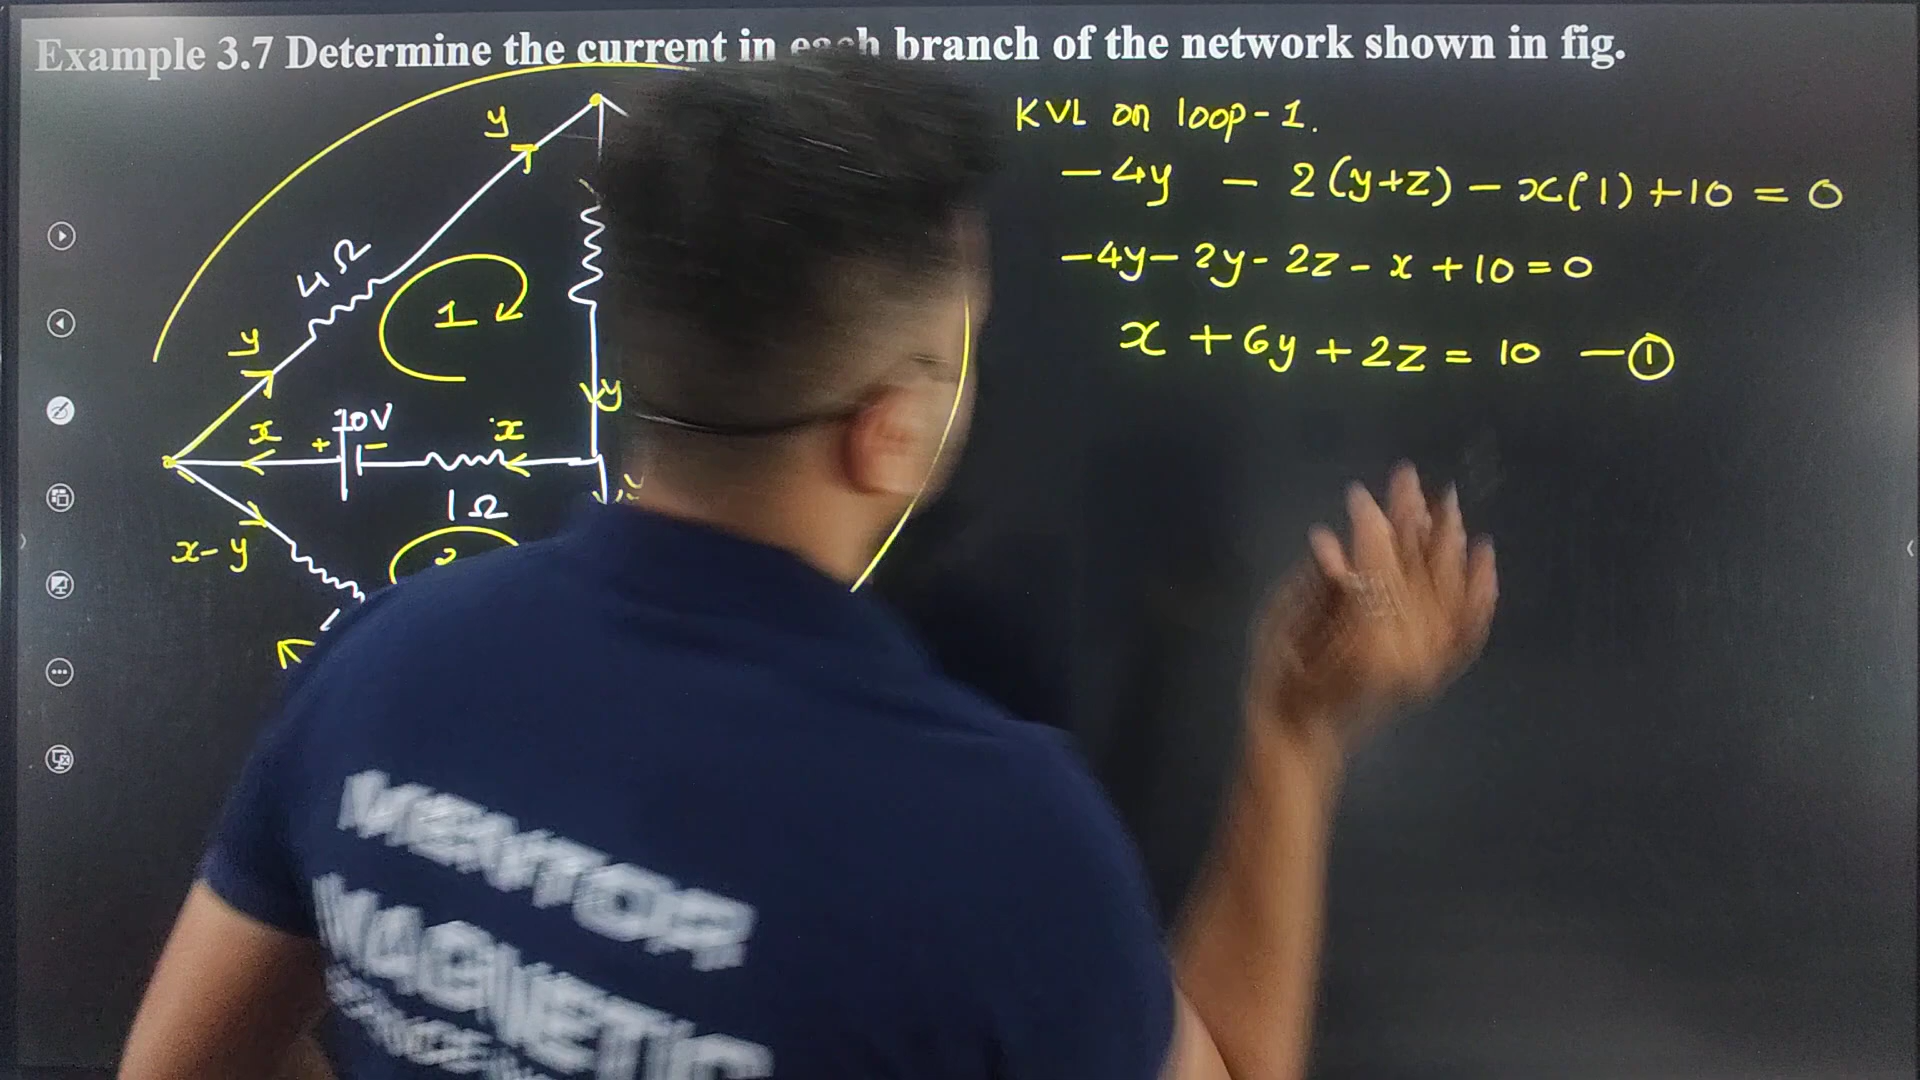 Example 3.7 Determine the current in each branch of the network shown in fig.
KVL on loop-1.
-4y - 2(y+z) - x(1) +10 = 0
-4y - 2y - 2z - x + 10 = 0
x + 6y + 2z = 10 - ①
y
4Ω
1
y
y
10V
x
+
-
x
1Ω
x-y
2
MENTOR
MAGNETIC